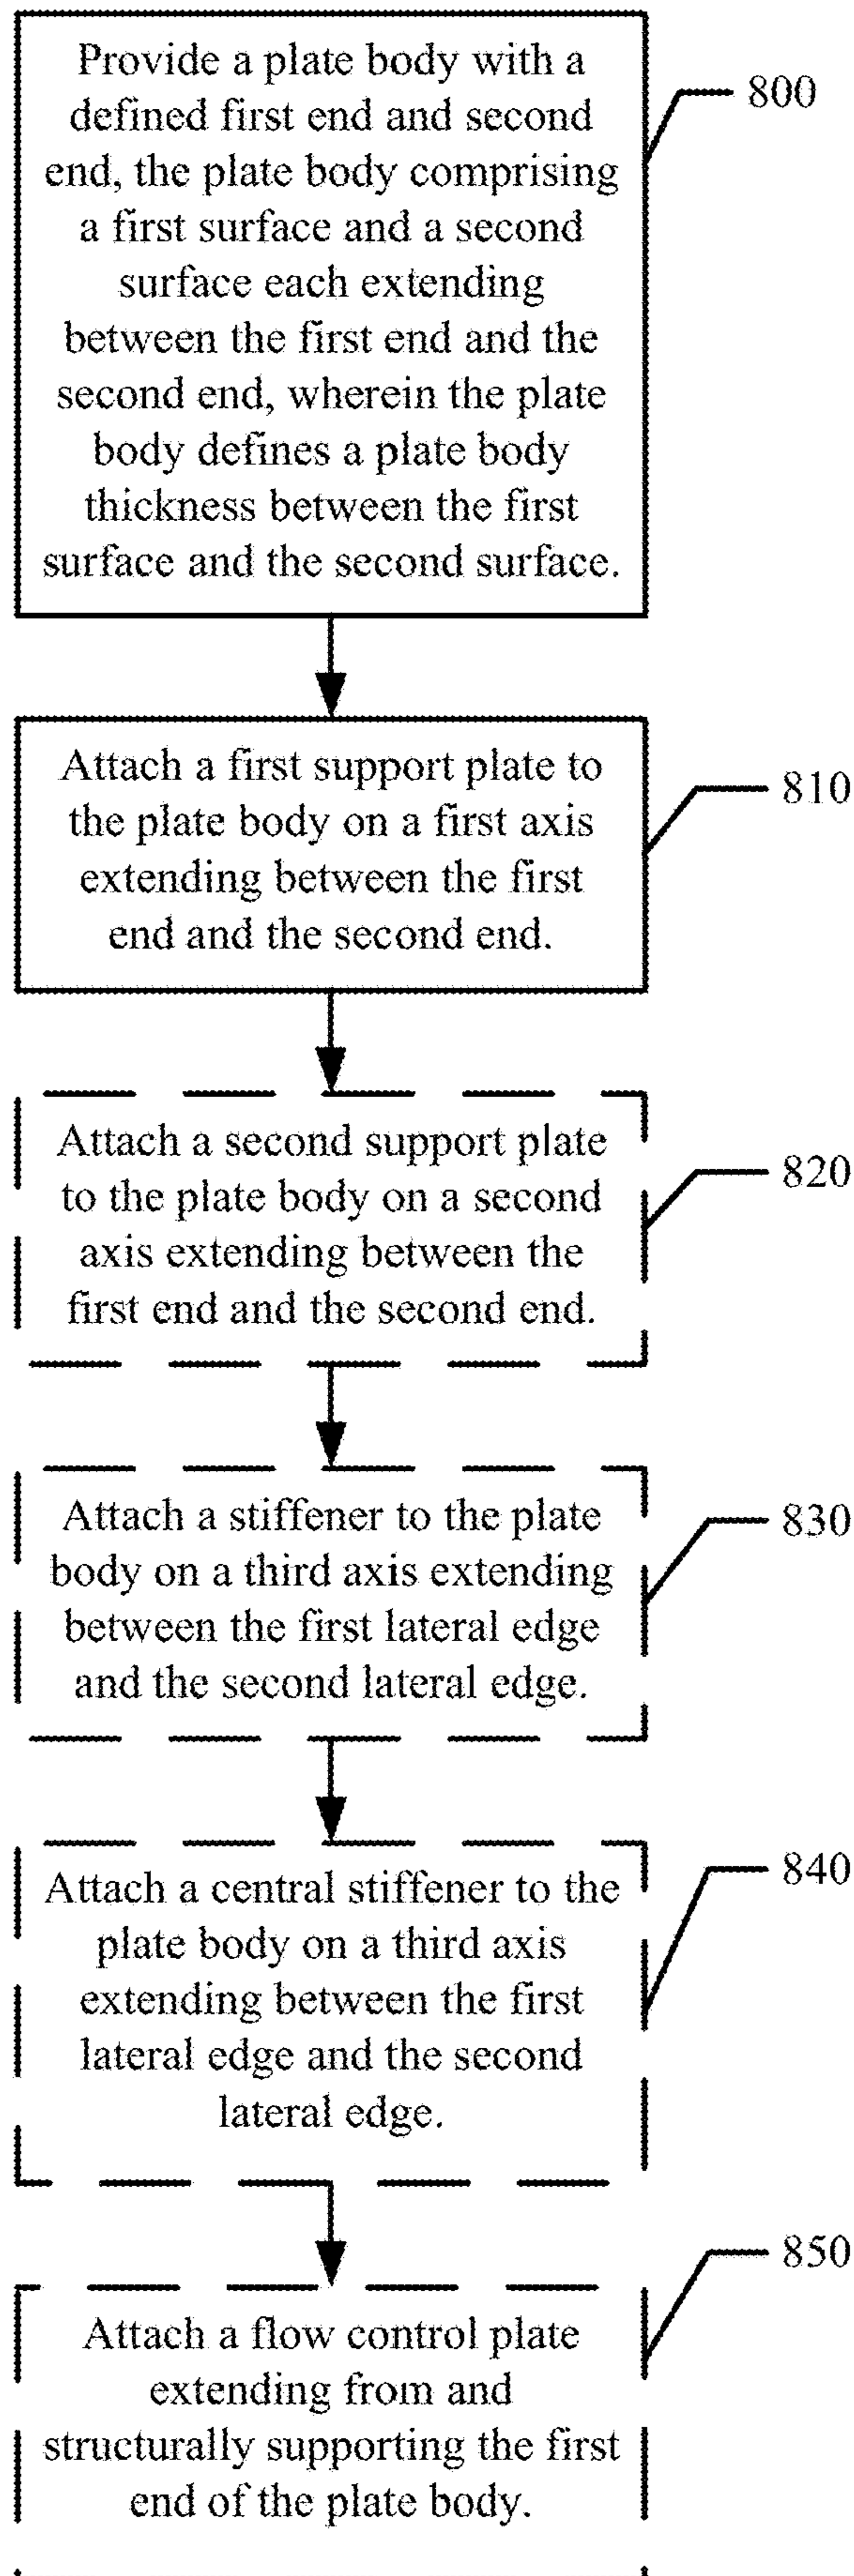 Provide a plate body with a
defined first end and second
end, the plate body comprising
a first surface and a second
surface each extending
between the first end and the
second end, wherein the plate
body defines a plate body
thickness between the first
surface and the second surface.
800
Attach a first support plate to
the plate body on a first axis
extending between the first
end and the second end.
810
Attach a second support plate
to the plate body on a second
axis extending between the
first end and the second end.
820
Attach a stiffener to the plate
body on a third axis extending
between the first lateral edge
and the second lateral edge.
830
Attach a central stiffener to the
plate body on a third axis
extending between the first
lateral edge and the second
lateral edge.
840
Attach a flow control plate
extending from and
structurally supporting the first
end of the plate body.
850